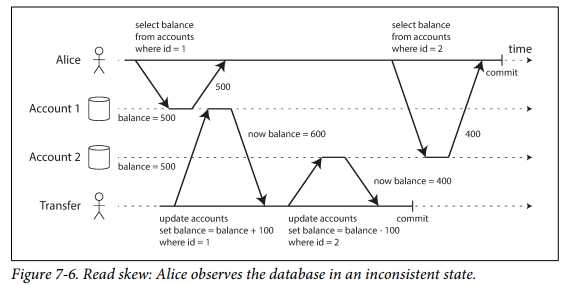 select balance
from accounts
where id = 1
select balance
from accounts
where id = 2
time
Alice
commit
500
Account 1
balance = 500
now balance = 600
400
Account 2
balance = 500
now balance = 400
Transfer
commit
update accounts
set balance = balance + 100
where id = 1
update accounts
set balance = balance - 100
where id = 2
Figure 7-6. Read skew: Alice observes the database in an inconsistent state.